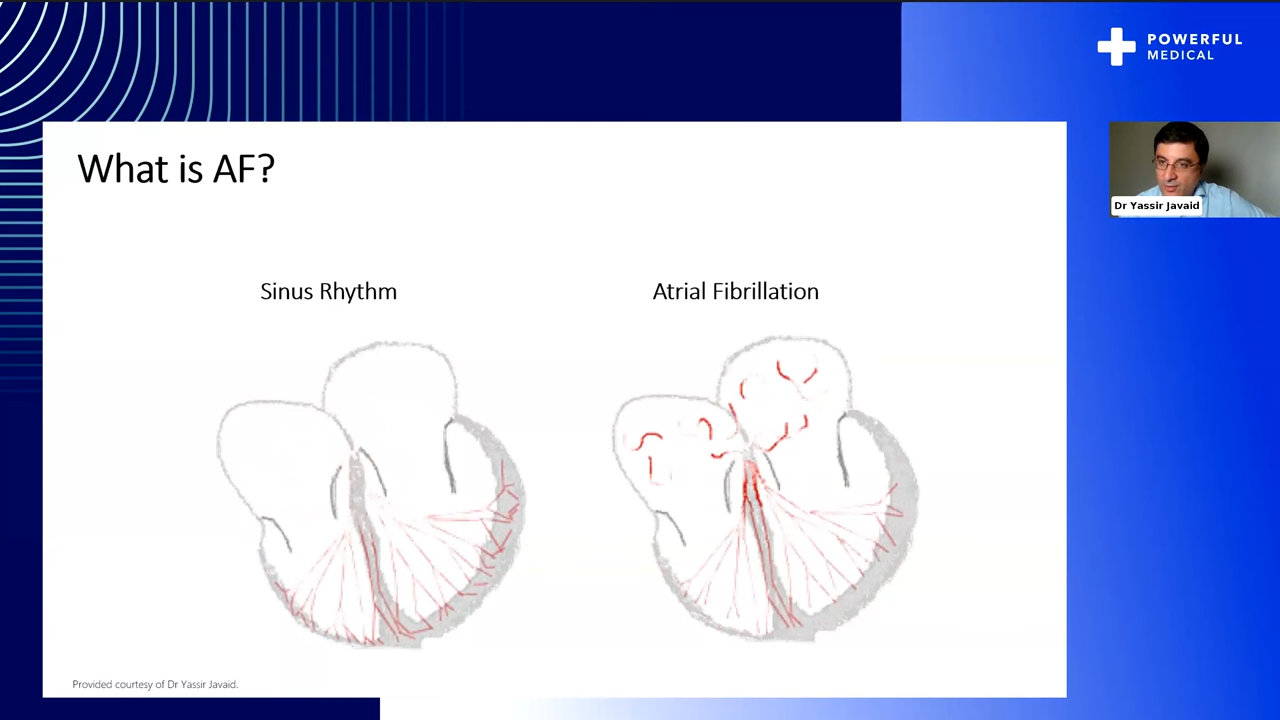 POWERFUL
MEDICAL
What is AF?
Dr Yassir Javaid
Sinus Rhythm
Atrial Fibrillation
Provided courtesy of Dr Yassir Javaid.